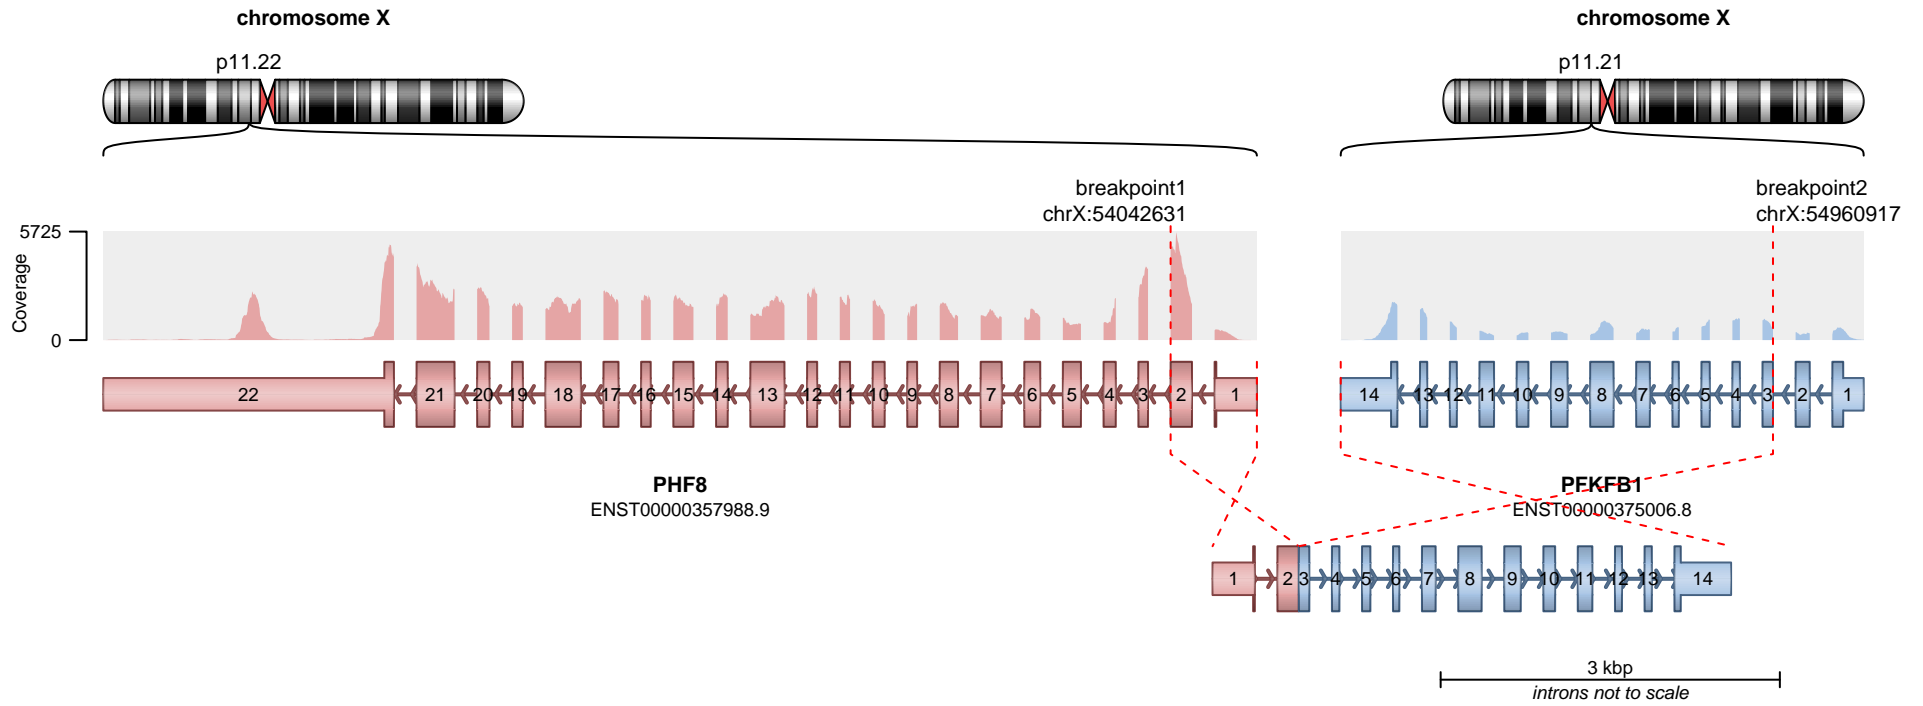 chromosome X
chromosome X
p11.22
p11.21
breakpoint1
chrX:54042631
breakpoint2
chrX:54960917
5725
0
Coverage
22 21 20 19 18 17 16 15 14 13 12 11 10 9 8 7 6 5 4 3 2 1
14 13 12 11 10 9 8 7 6 5 4 3 2 1
PHF8
ENST00000357988.9
PFKFB1
ENST00000375006.8
1 2 3 4 5 6 7 8 9 10 11 12 13 14
3 kbp
introns not to scale